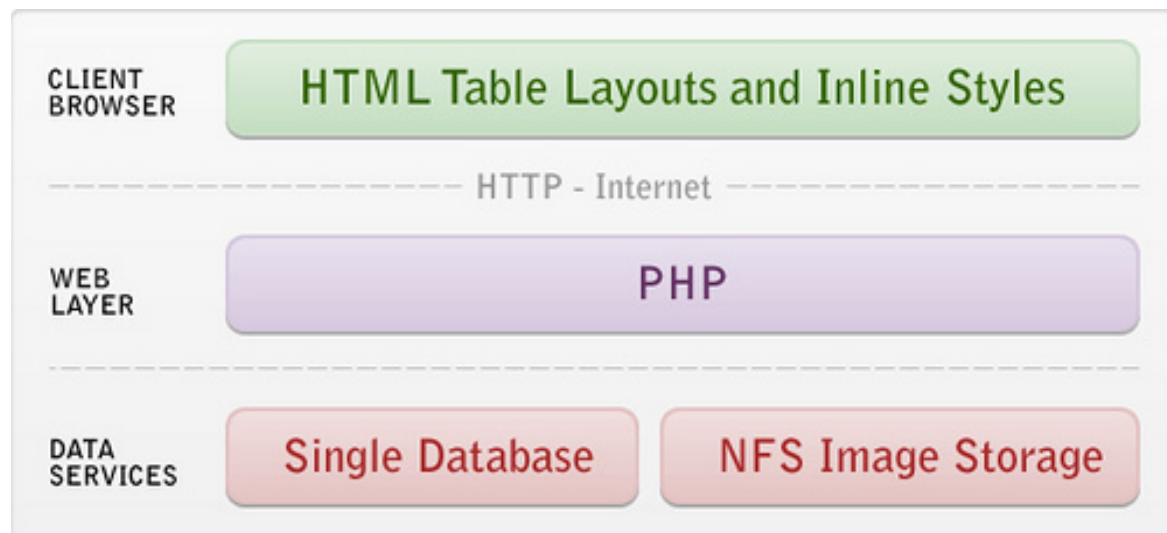 CLIENT
BROWSER
HTML Table Layouts and Inline Styles
HTTP - Internet
WEB
LAYER
PHP
DATA
SERVICES
Single Database
NFS Image Storage